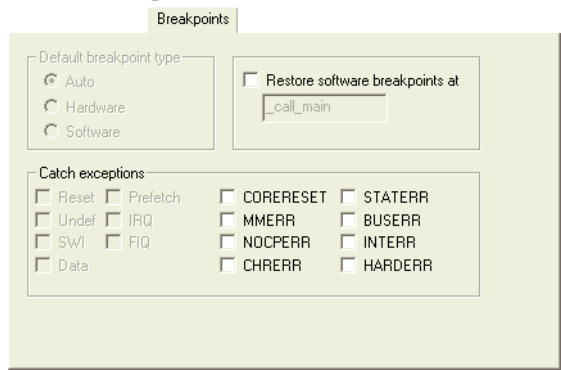 Breakpoints
Default breakpoint type
Auto
Hardware
Software
Restore software breakpoints at
_call_main
Catch exceptions
Reset Prefetch CORERESET STATERR
Undef IRQ MMERR BUSERR
SWI FIQ NOCPERR INTERR
Data CHRERR HARDERR